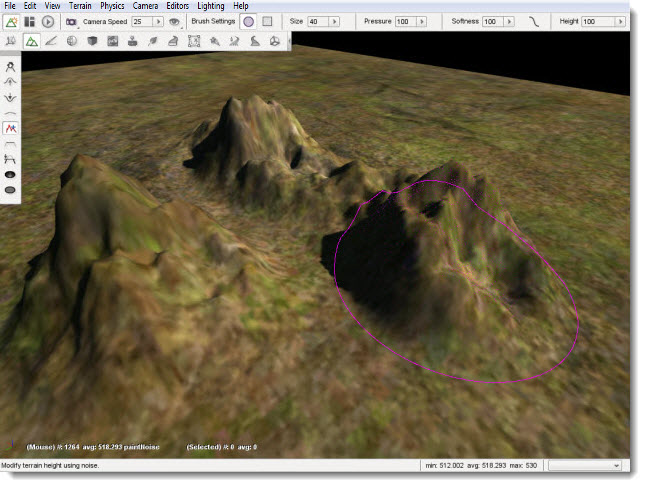 File Edit View Terrain Physics Camera Editors Lighting Help
Camera Speed 25 Brush Settings Size 40 Pressure 100 Softness 100 Height 100
(Mouse) #: 1264 avg: 518.293 paintNoise (Selected) #: 0 avg: 0
Modify terrain height using noise. min: 512.002 avg: 518.293 max: 530